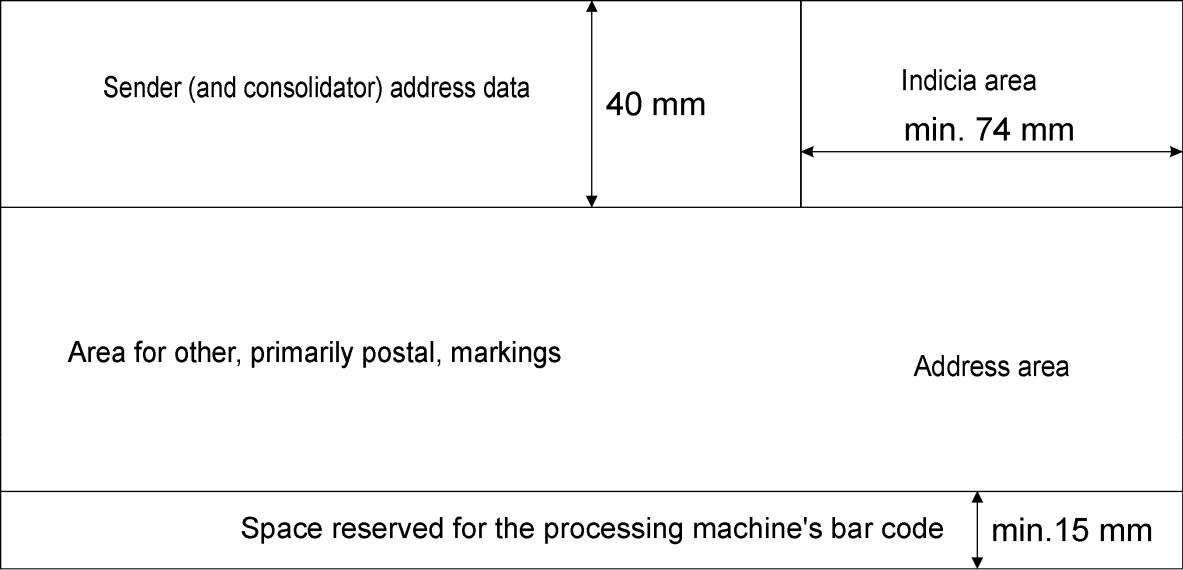 Sender (and consolidator) address data
40 mm
Indicia area
min. 74 mm
Area for other, primarily postal, markings
Address area
Space reserved for the processing machine's bar code
min.15 mm